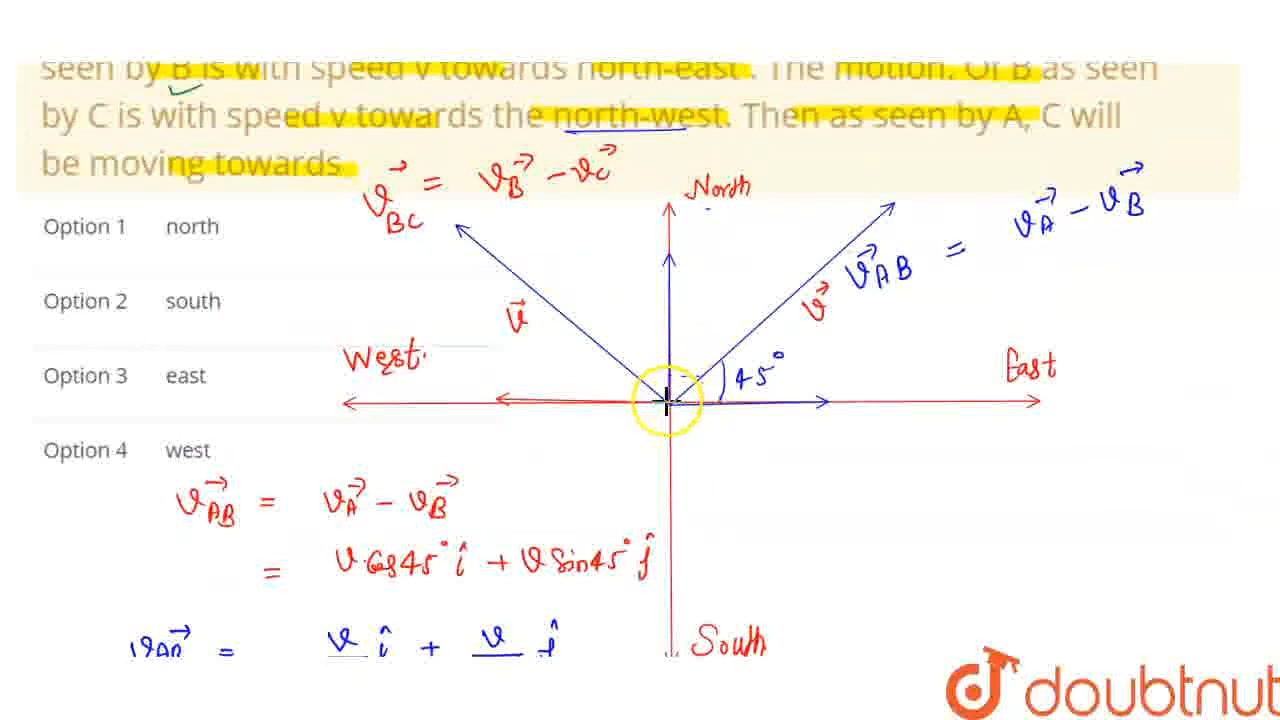 seen by B is with speed v towards north-east . The motion. Of B as seen
by C is with speed v towards the north-west. Then as seen by A, C will
be moving towards
Option 1 north
Option 2 south
Option 3 east
Option 4 west
v⃗BC = v⃗B − v⃗C
North
v⃗AB = v⃗A − v⃗B
v⃗
v⃗
45°
West.
East
v⃗AB = v⃗A − v⃗B
= v cos45° î + v sin45° ĵ
= v î + v ĵ
South
doubtnut